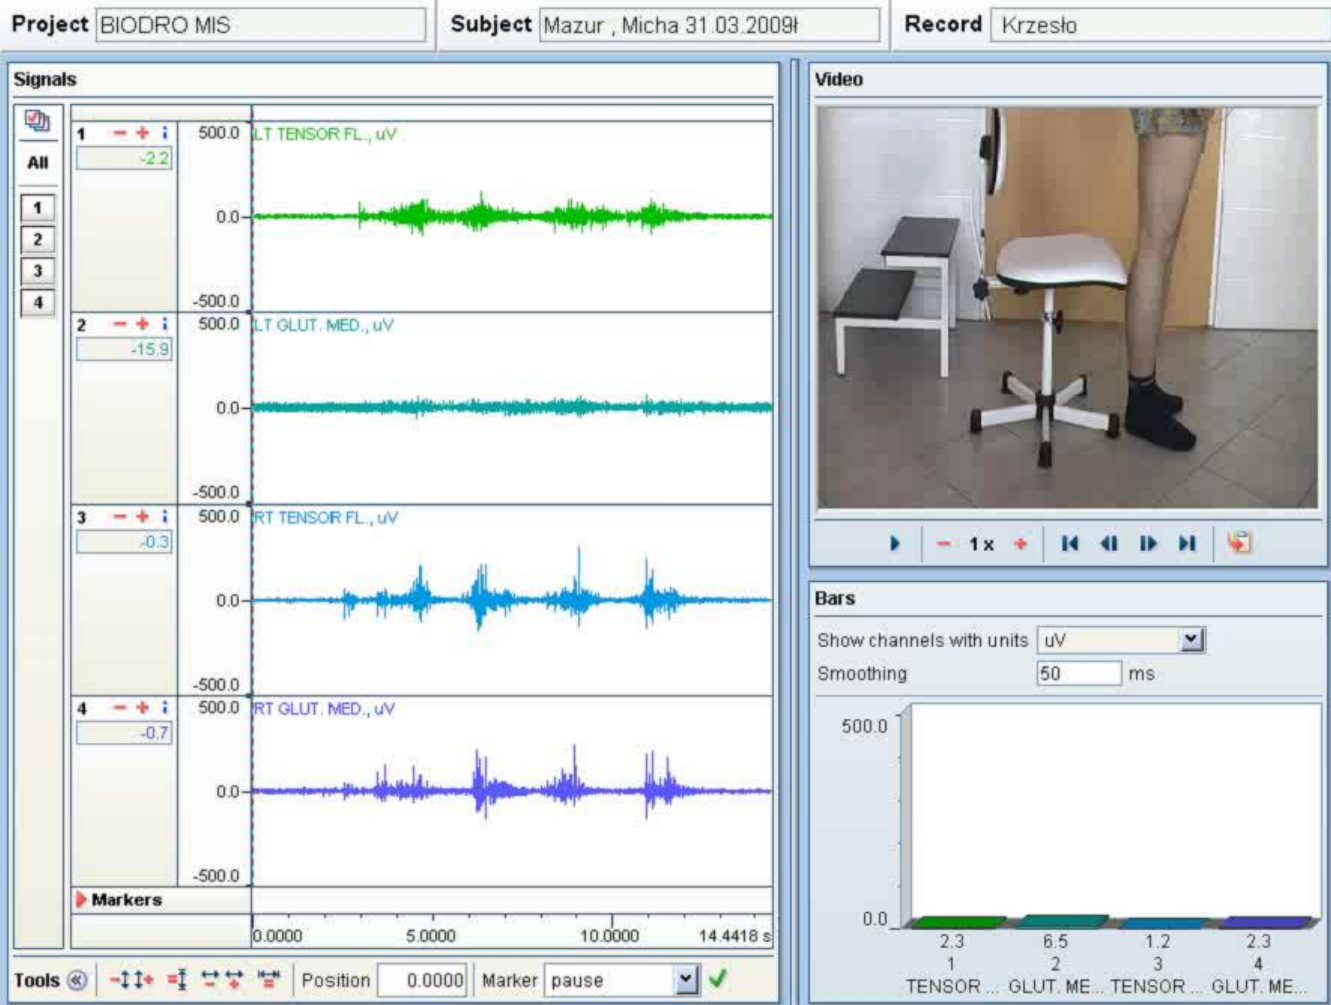 Project BIODRO MIS Subject Mazur , Micha 31.03.2009ł Record Krzesło
Signals
All
1
2
3
4
1 - + i 500.0 LT TENSOR FL., uV
-2.2
0.0
-500.0
2 - + i 500.0 LT GLUT. MED., uV
-15.9
0.0
-500.0
3 - + i 500.0 RT TENSOR FL., uV
-0.3
0.0
-500.0
4 - + i 500.0 RT GLUT. MED., uV
-0.7
0.0
-500.0
Markers
0.0000 5.0000 10.0000 14.4418 s
Tools Position 0.0000 Marker pause
Video
- 1 x +
Bars
Show channels with units uV
Smoothing 50 ms
500.0
0.0
2.3 6.5 1.2 2.3
1 2 3 4
TENSOR ... GLUT. ME... TENSOR ... GLUT. ME...